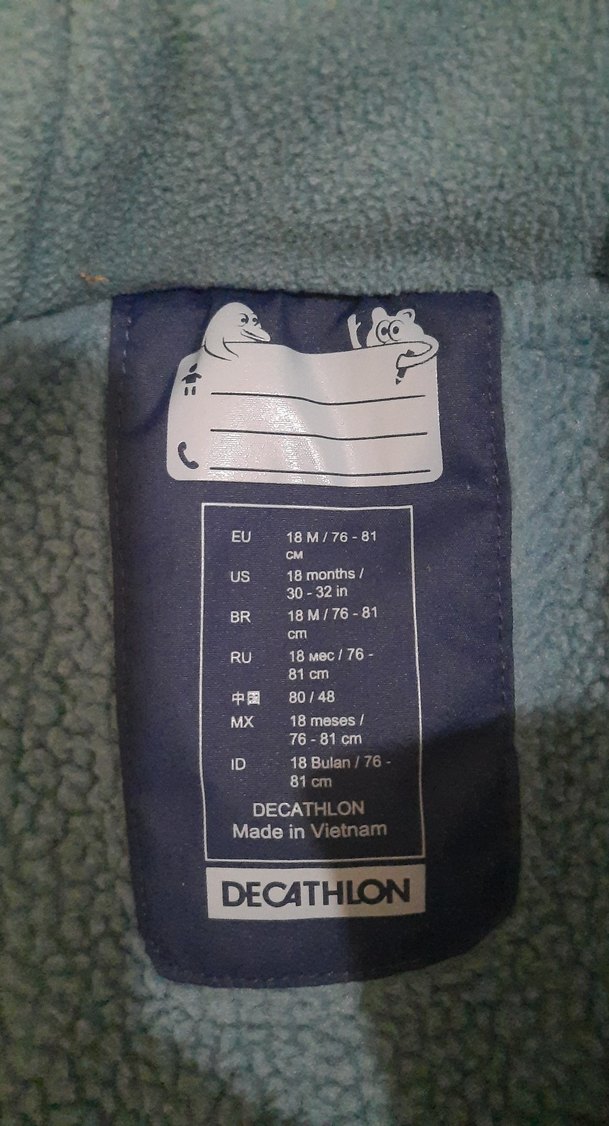 EU 18 M / 76 - 81
CM
US 18 months /
30 - 32 in
BR 18 M / 76 - 81
cm
RU 18 мес / 76 -
81 cm
中國 80 / 48
MX 18 meses /
76 - 81 cm
ID 18 Bulan / 76 -
81 cm
DECATHLON
Made in Vietnam
DECATHLON